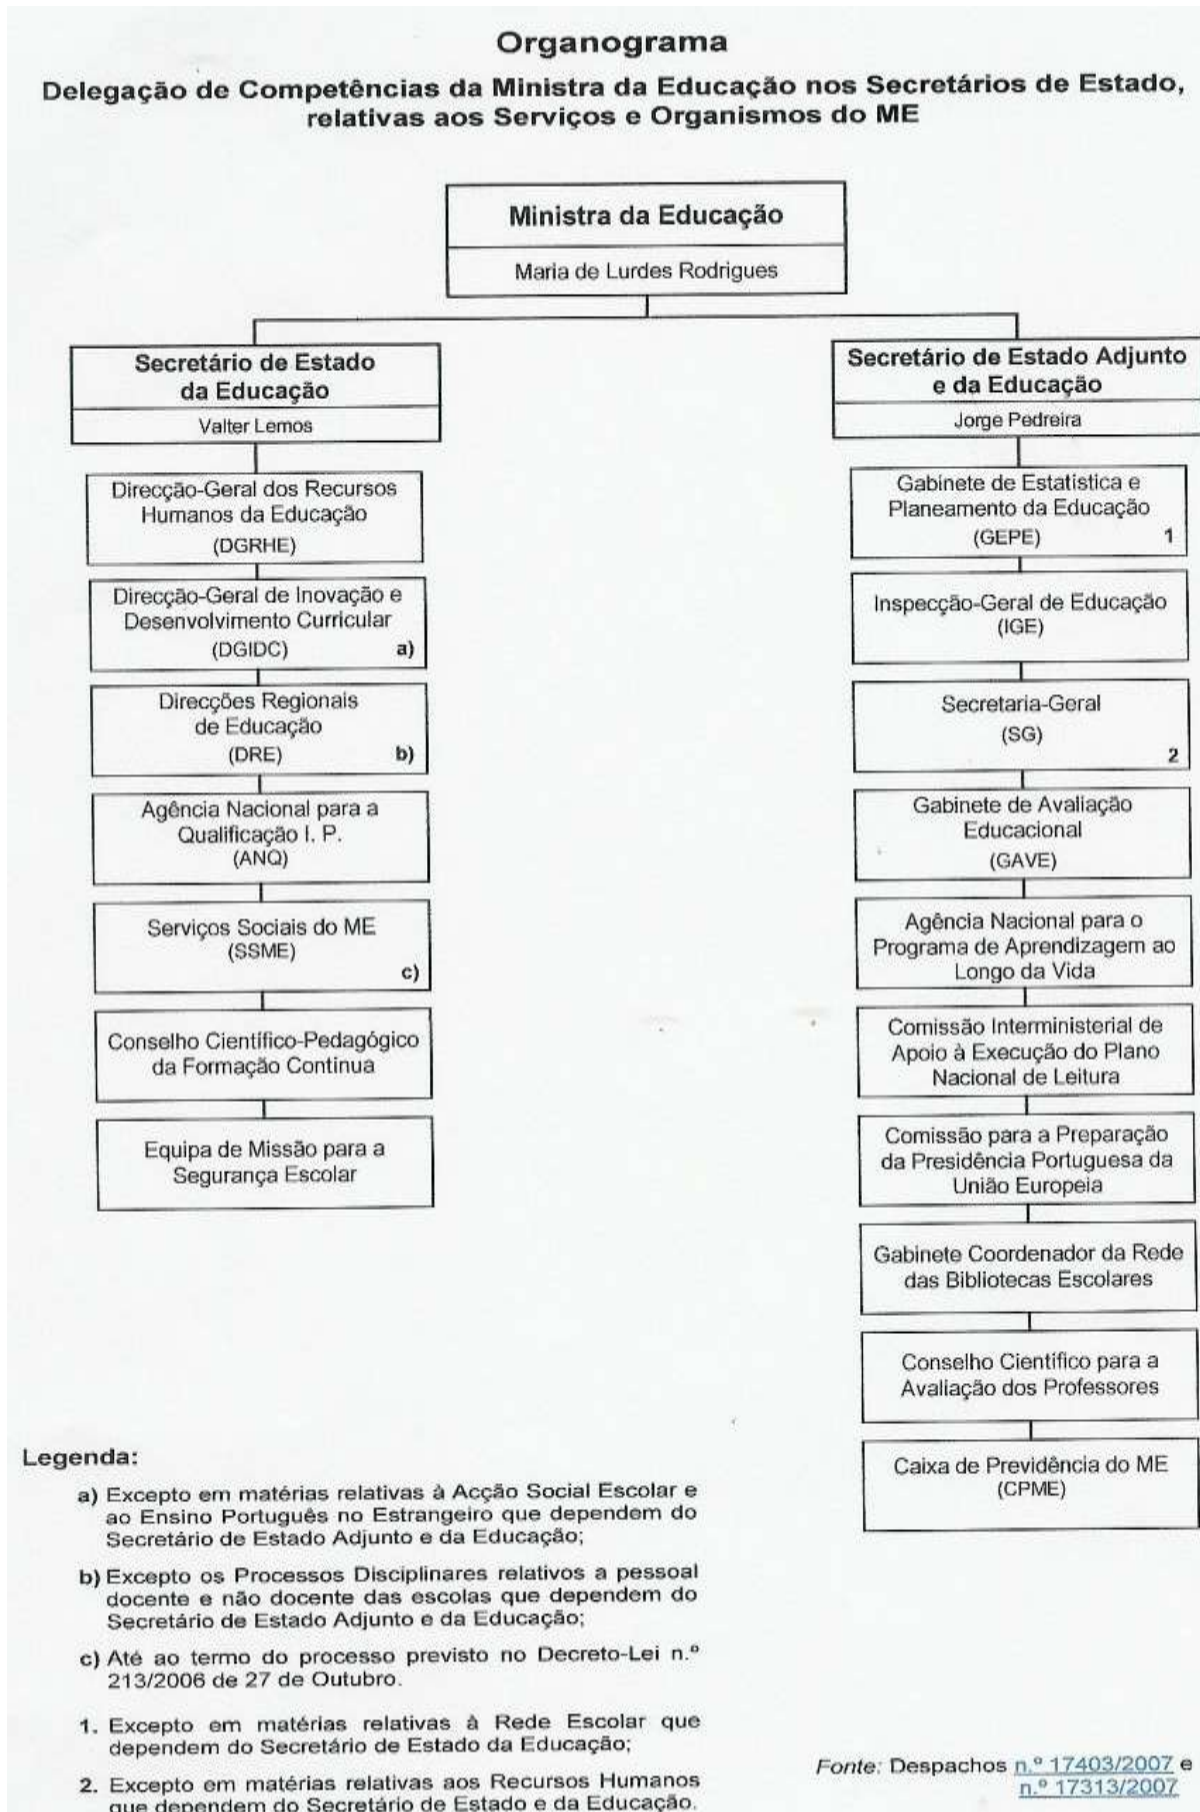 Organograma
Delegação de Competências da Ministra da Educação nos Secretários de Estado,
relativas aos Serviços e Organismos do ME
Ministra da Educação
Maria de Lurdes Rodrigues
Secretário de Estado
da Educação
Valter Lemos
Direcção-Geral dos Recursos
Humanos da Educação
(DGRHE)
Direcção-Geral de Inovação e
Desenvolvimento Curricular
(DGIDC) a)
Direcções Regionais
de Educação
(DRE) b)
Agência Nacional para a
Qualificação I. P.
(ANQ)
Serviços Sociais do ME
(SSME)
c)
Conselho Científico-Pedagógico
da Formação Continua
Equipa de Missão para a
Segurança Escolar
Secretário de Estado Adjunto
e da Educação
Jorge Pedreira
Gabinete de Estatística e
Planeamento da Educação
(GEPE) 1
Inspecção-Geral de Educação
(IGE)
Secretaria-Geral
(SG)
2
Gabinete de Avaliação
Educacional
(GAVE)
Agência Nacional para o
Programa de Aprendizagem ao
Longo da Vida
Comissão Interministerial de
Apoio à Execução do Plano
Nacional de Leitura
Comissão para a Preparação
da Presidência Portuguesa da
União Europeia
Gabinete Coordenador da Rede
das Bibliotecas Escolares
Conselho Científico para a
Avaliação dos Professores
Caixa de Previdência do ME
(CPME)
Legenda:
a) Excepto em matérias relativas à Acção Social Escolar e
ao Ensino Português no Estrangeiro que dependem do
Secretário de Estado Adjunto e da Educação;
b) Excepto os Processos Disciplinares relativos a pessoal
docente e não docente das escolas que dependem do
Secretário de Estado Adjunto e da Educação;
c) Até ao termo do processo previsto no Decreto-Lei n.º
213/2006 de 27 de Outubro.
1. Excepto em matérias relativas à Rede Escolar que
dependem do Secretário de Estado da Educação;
2. Excepto em matérias relativas aos Recursos Humanos
que dependem do Secretário de Estado e da Educação.
Fonte: Despachos n.º 17403/2007 e
n.º 17313/2007